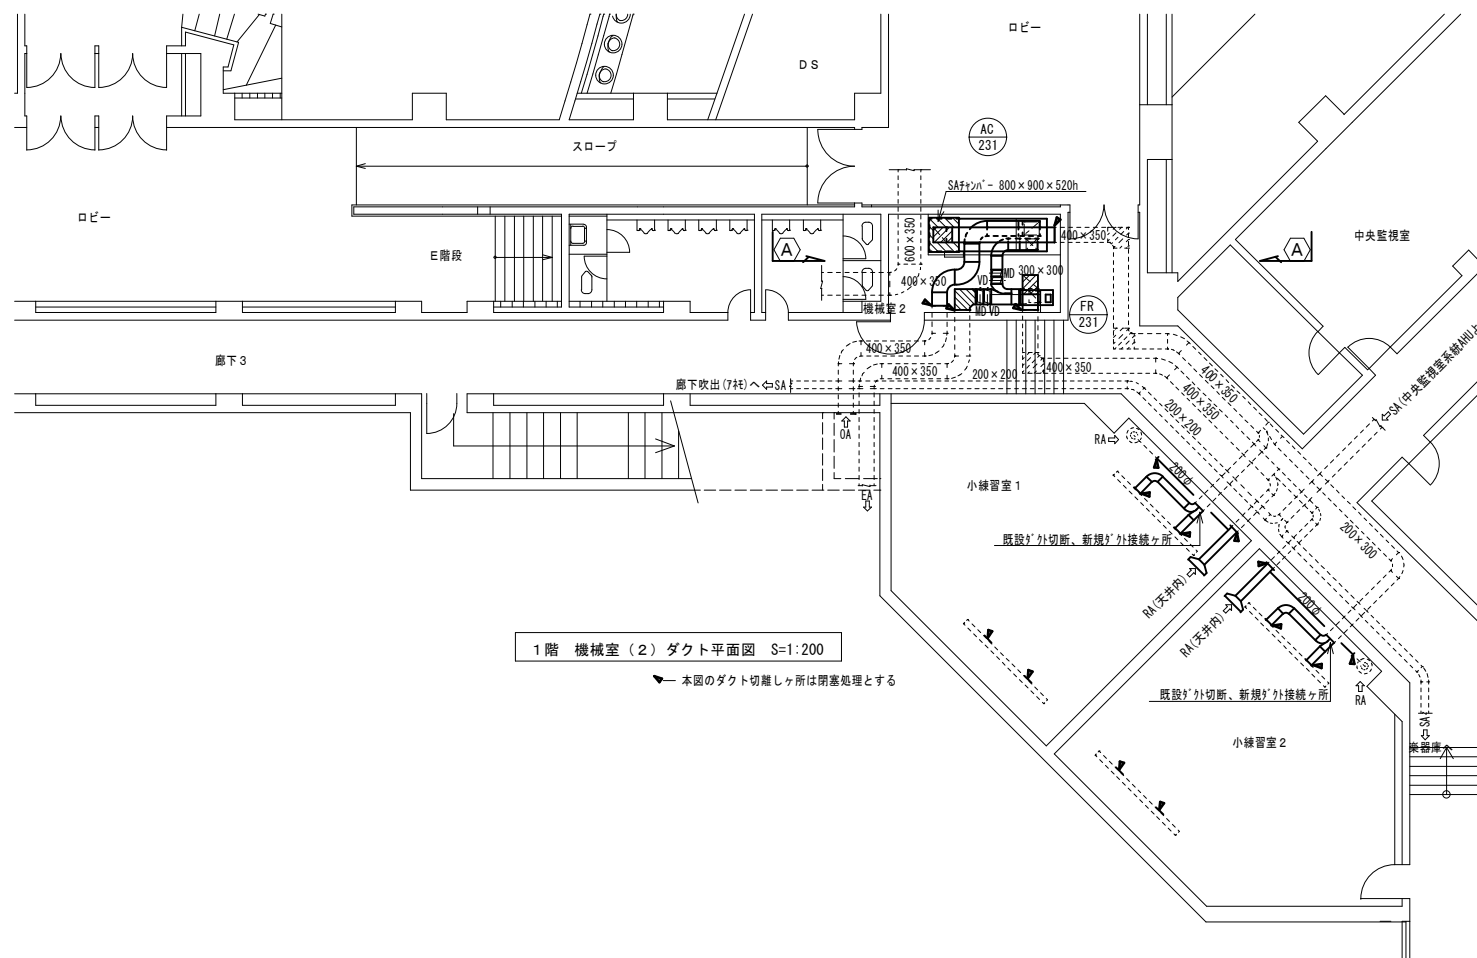 ロビー
DS
AC
231
スロープ
SAﾁｬﾝﾊﾞｰ 800×900×520h
ロビー
600×350
400×350
A
A
中央監視室
E階段
400×350
VD
MD
300×300
機械室2
MD
VD
FR
231
廊下3
400×350
400×350
200×200
400×350
廊下吹出(ｱﾈﾓ)へ⇦SA
400×350
400×350
200×200
⇦SA(中央監視室系統AHUよ
OA
RA⇨
EA
小練習室1
200φ
既設ﾀﾞｸﾄ切断、新規ﾀﾞｸﾄ接続ヶ所
200×300
RA(天井内)
RA(天井内)
200φ
1階 機械室(2)ダクト平面図 S=1:200
本図のダクト切離しヶ所は閉塞処理とする
既設ﾀﾞｸﾄ切断、新規ﾀﾞｸﾄ接続ヶ所
RA
SA
小練習室2
楽器庫へ